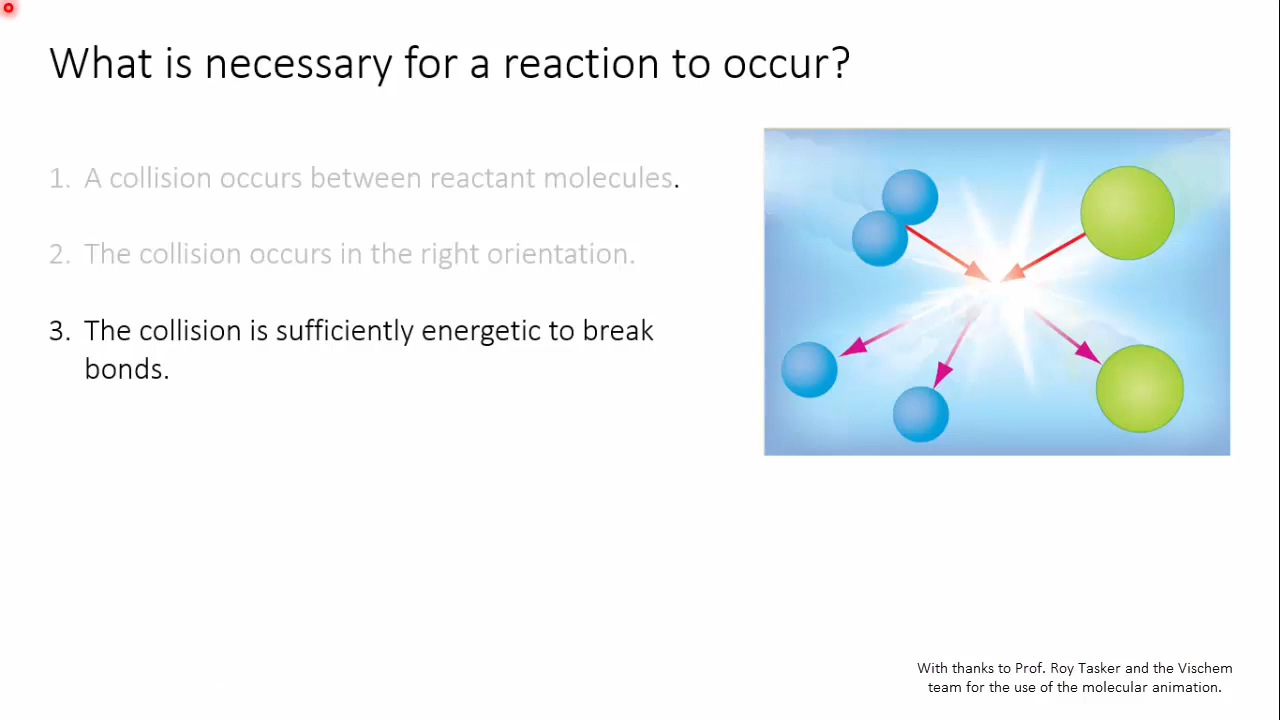 What is necessary for a reaction to occur?
1. A collision occurs between reactant molecules.
2. The collision occurs in the right orientation.
3. The collision is sufficiently energetic to break
bonds.
With thanks to Prof. Roy Tasker and the Vischem
team for the use of the molecular animation.